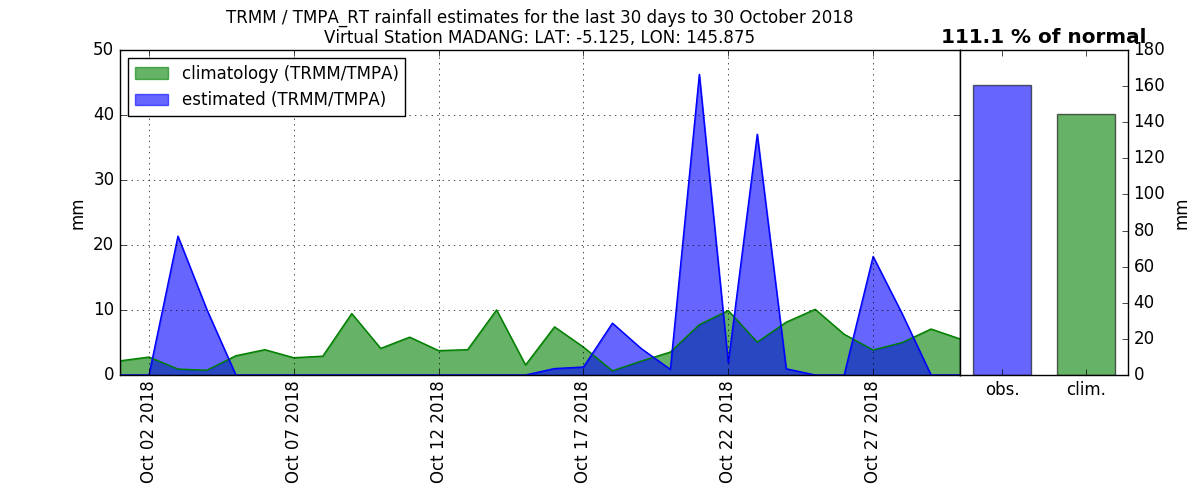 TRMM / TMPA_RT rainfall estimates for the last 30 days to 30 October 2018
Virtual Station MADANG: LAT: -5.125, LON: 145.875
111.1 % of normal
climatology (TRMM/TMPA)
estimated (TRMM/TMPA)
50
40
30
20
10
0
mm
Oct 02 2018
Oct 07 2018
Oct 12 2018
Oct 17 2018
Oct 22 2018
Oct 27 2018
obs.
clim.
180
160
140
120
100
80
60
40
20
0
mm